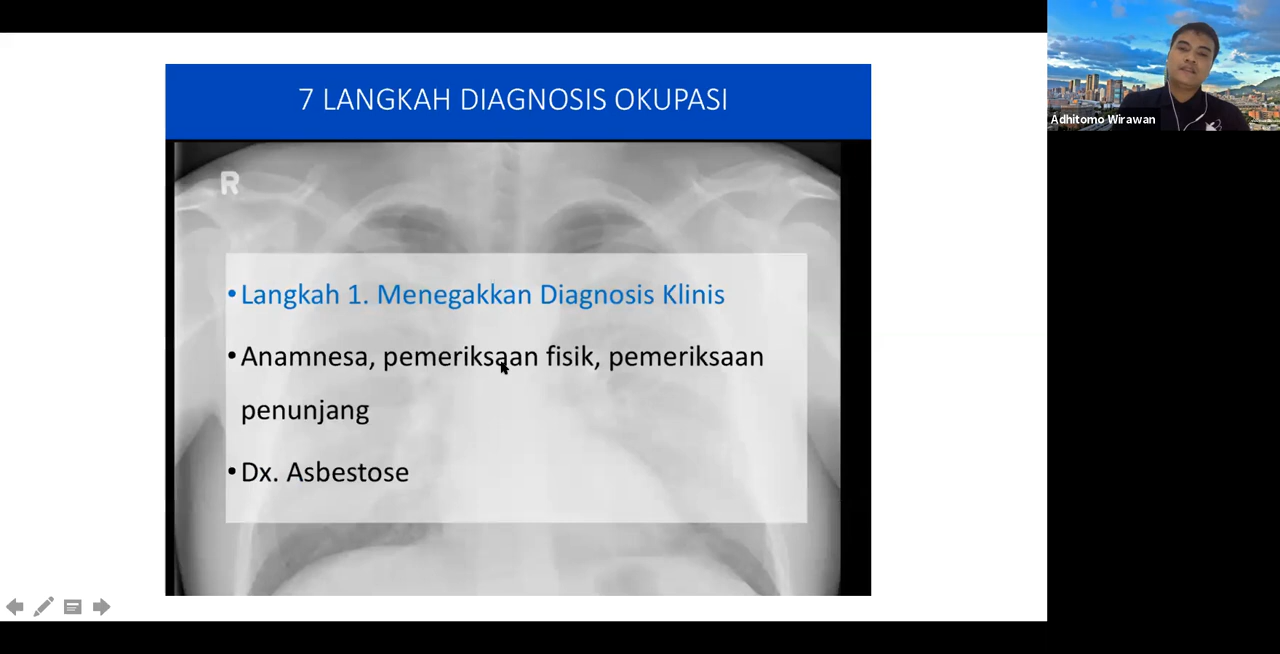 7 LANGKAH DIAGNOSIS OKUPASI
R
•Langkah 1. Menegakkan Diagnosis Klinis
•Anamnesa, pemeriksaan fisik, pemeriksaan
penunjang
•Dx. Asbestose
Adhitomo Wirawan